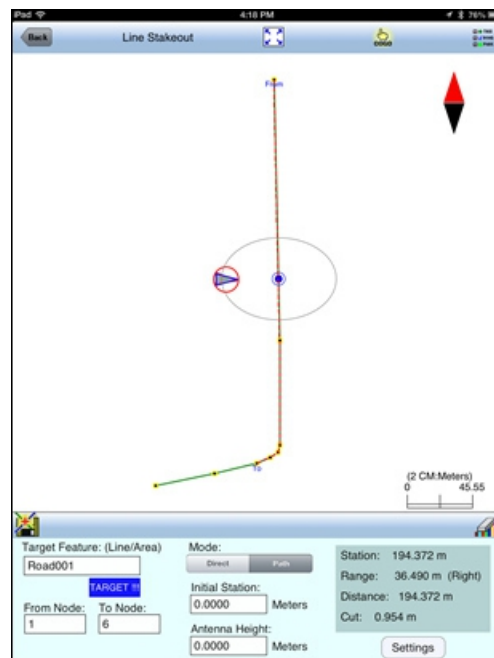 iPad 4:18 PM 76%
Back Line Stakeout COGO
From
To
(2 CM:Meters)
0 45.55
Target Feature: (Line/Area)
Road001
TARGET !!!
From Node: To Node:
1 6
Mode:
Direct Path
Initial Station:
0.0000 Meters
Antenna Height:
0.0000 Meters
Station: 194.372 m
Range: 36.490 m (Right)
Distance: 194.372 m
Cut: 0.954 m
Settings